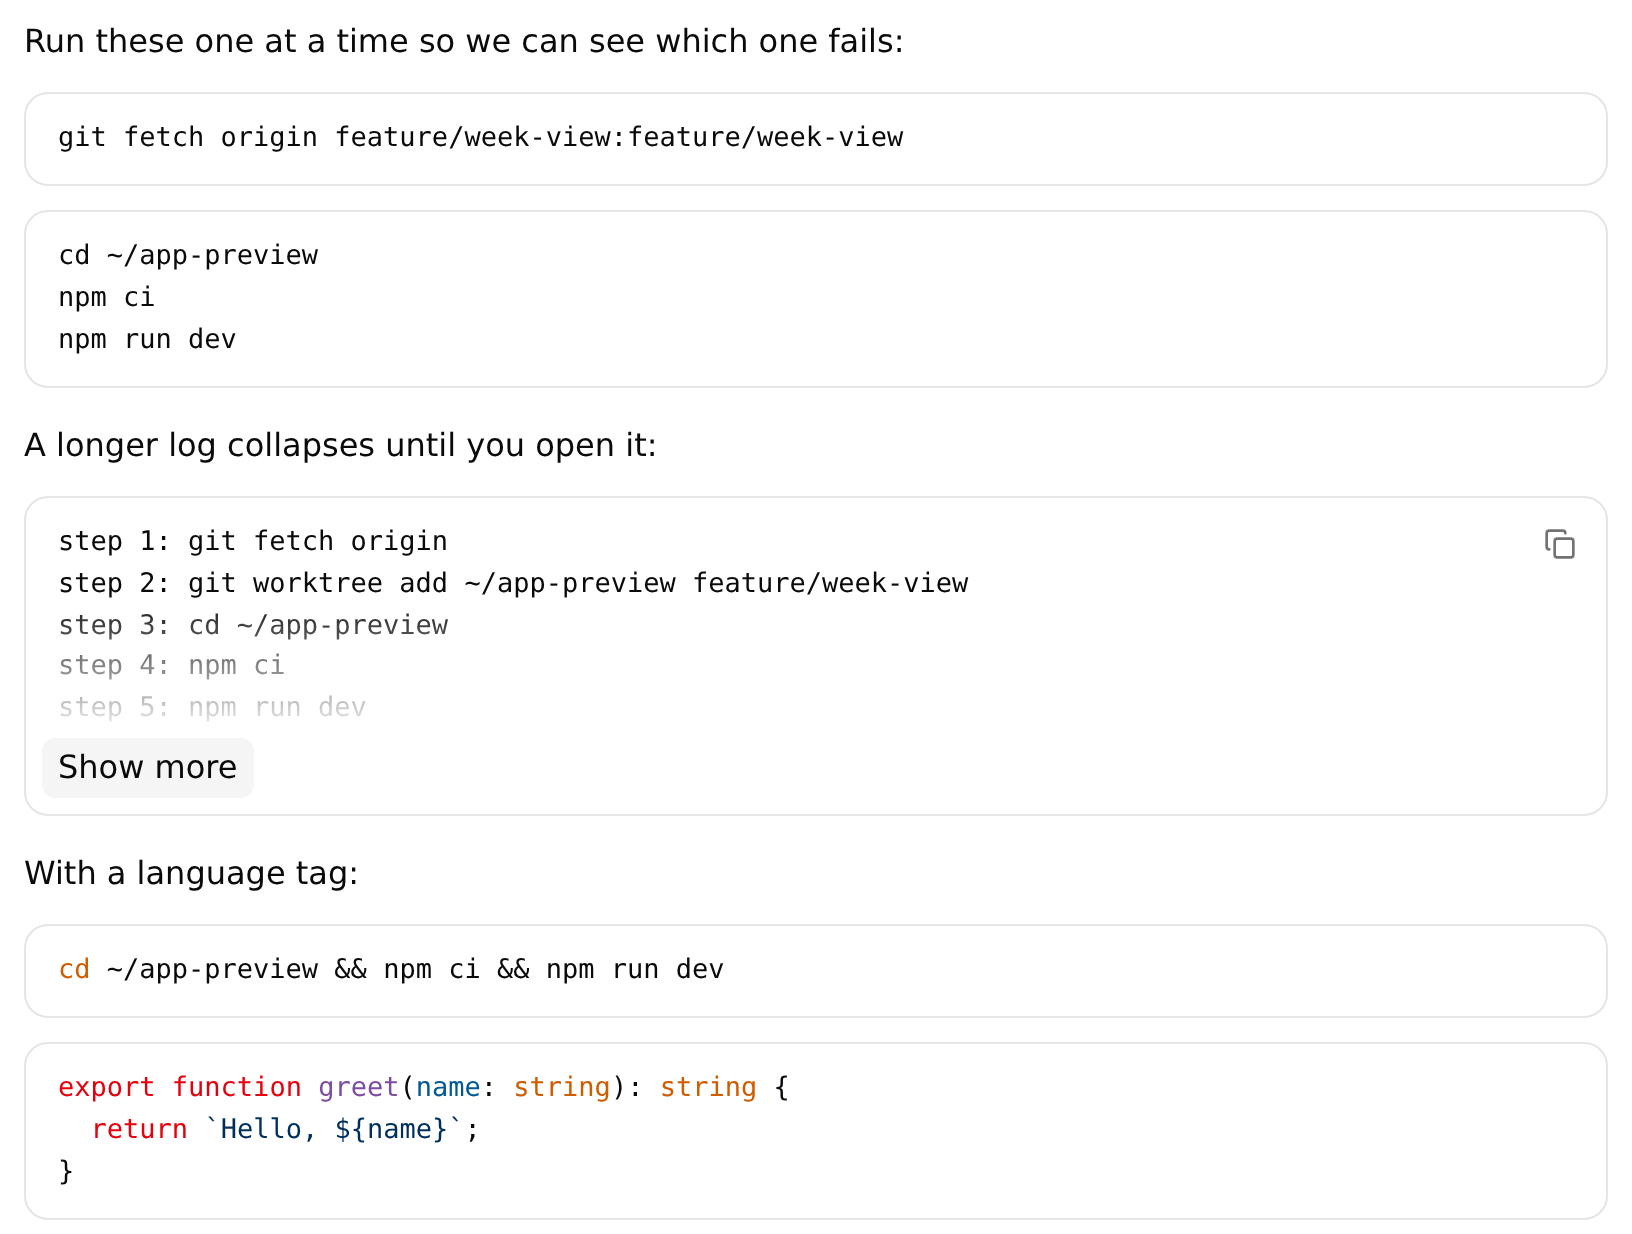 Run these one at a time so we can see which one fails:
git fetch origin feature/week-view:feature/week-view
cd ~/app-preview
npm ci
npm run dev
A longer log collapses until you open it:
step 1: git fetch origin
step 2: git worktree add ~/app-preview feature/week-view
step 3: cd ~/app-preview
step 4: npm ci
step 5: npm run dev
Show more
With a language tag:
cd ~/app-preview && npm ci && npm run dev
export function greet(name: string): string {
  return `Hello, ${name}`;
}